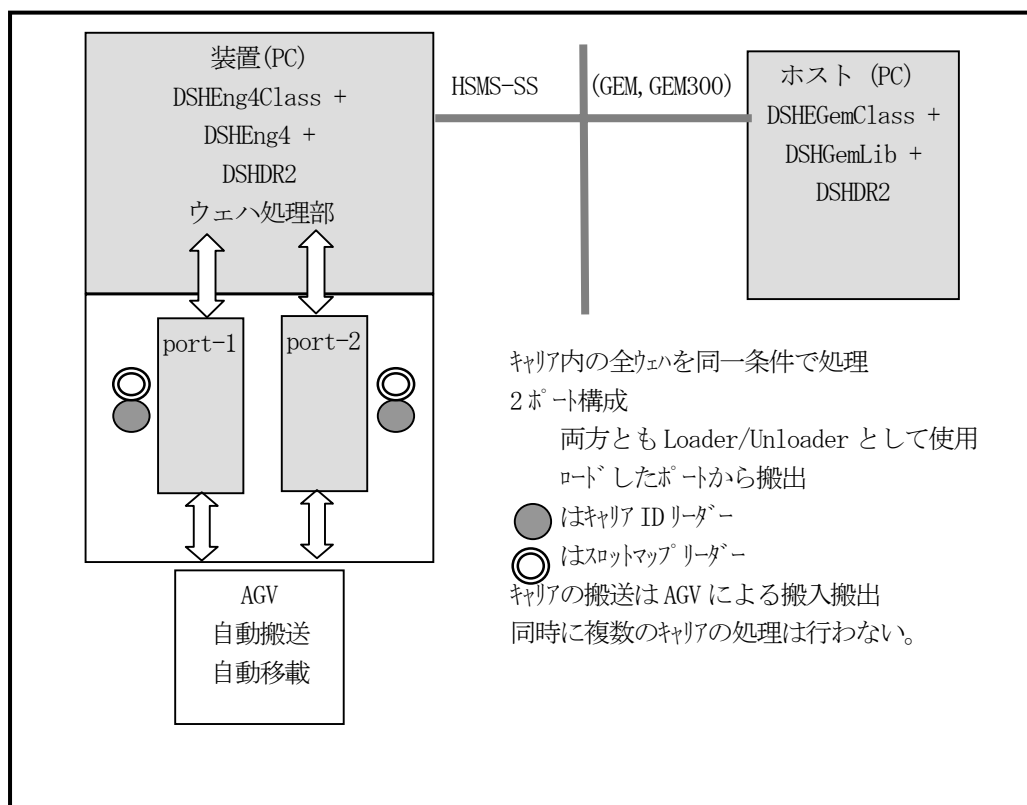 装置(PC)
DSHEng4Class +
DSHEng4 +
DSHDR2
ウェハ処理部
HSMS-SS
(GEM,GEM300)
ホスト (PC)
DSHEGemClass +
DSHGemLib +
DSHDR2
port-1
port-2
ｷｬﾘｱ内の全ｳｪﾊを同一条件で処理
2ﾎﾟｰﾄ構成
両方とも Loader/Unloader として使用
ﾛｰﾄﾞしたﾎﾟｰﾄから搬出
はｷｬﾘｱ ID ﾘｰﾀﾞｰ
はｽﾛｯﾄﾏｯﾌﾟﾘｰﾀﾞｰ
ｷｬﾘｱの搬送は AGV による搬入搬出
同時に複数のｷｬﾘｱの処理は行わない。
AGV
自動搬送
自動移載